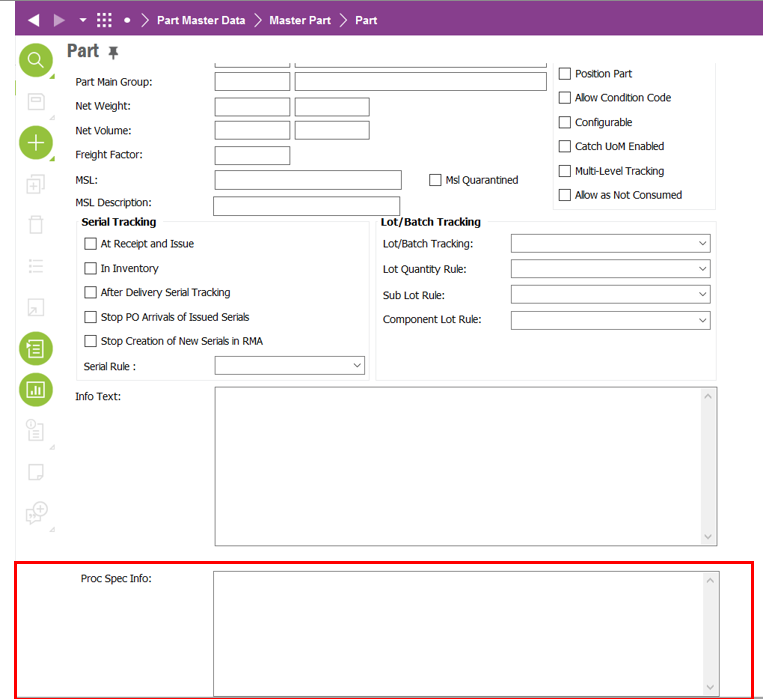 Part Master Data Master Part Part
Part
Part Main Group:
Net Weight:
Net Volume:
Freight Factor:
MSL:
Msl Quarantined
MSL Description:
Position Part
Allow Condition Code
Configurable
Catch UoM Enabled
Multi-Level Tracking
Allow as Not Consumed
Serial Tracking
At Receipt and Issue
In Inventory
After Delivery Serial Tracking
Stop PO Arrivals of Issued Serials
Stop Creation of New Serials in RMA
Serial Rule :
Lot/Batch Tracking
Lot/Batch Tracking:
Lot Quantity Rule:
Sub Lot Rule:
Component Lot Rule:
Info Text:
Proc Spec Info: